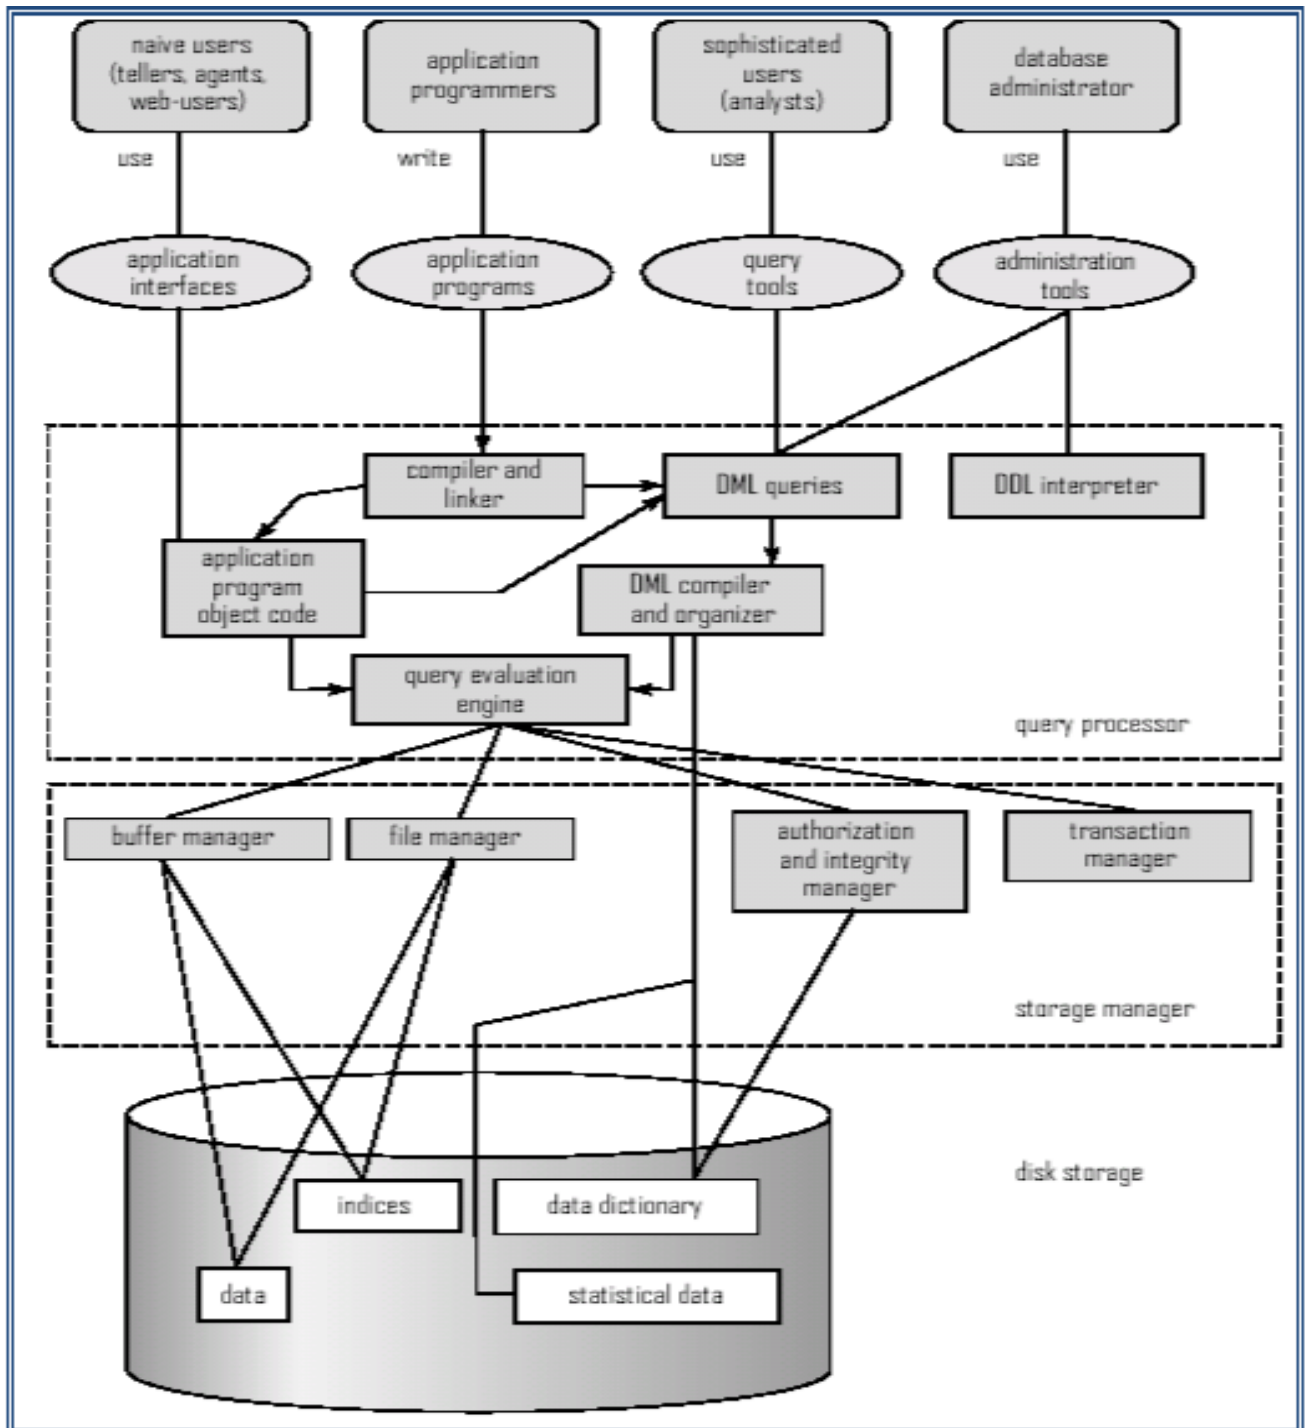 naive users
(tellers, agents,
web-users)
application
programmers
sophisticated
users
(analysts)
database
administrator
use
write
use
use
application
interfaces
application
programs
query
tools
administration
tools
compiler and
linker
DML queries
DDL interpreter
application
program
object code
DML compiler
and organizer
query evaluation
engine
query processor
buffer manager
file manager
authorization
and integrity
manager
transaction
manager
storage manager
disk storage
indices
data dictionary
data
statistical data